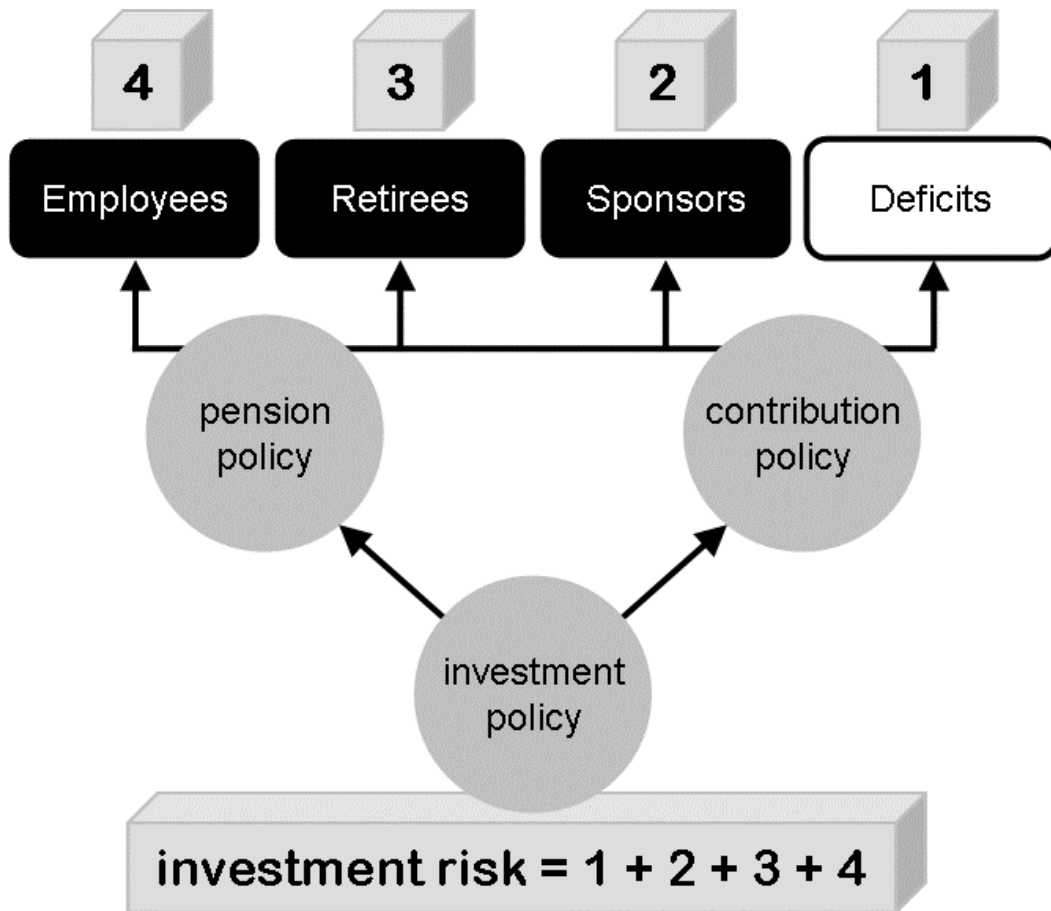 4
3
2
1
Employees
Retirees
Sponsors
Deficits
pension
policy
contribution
policy
investment
policy
investment risk = 1 + 2 + 3 + 4